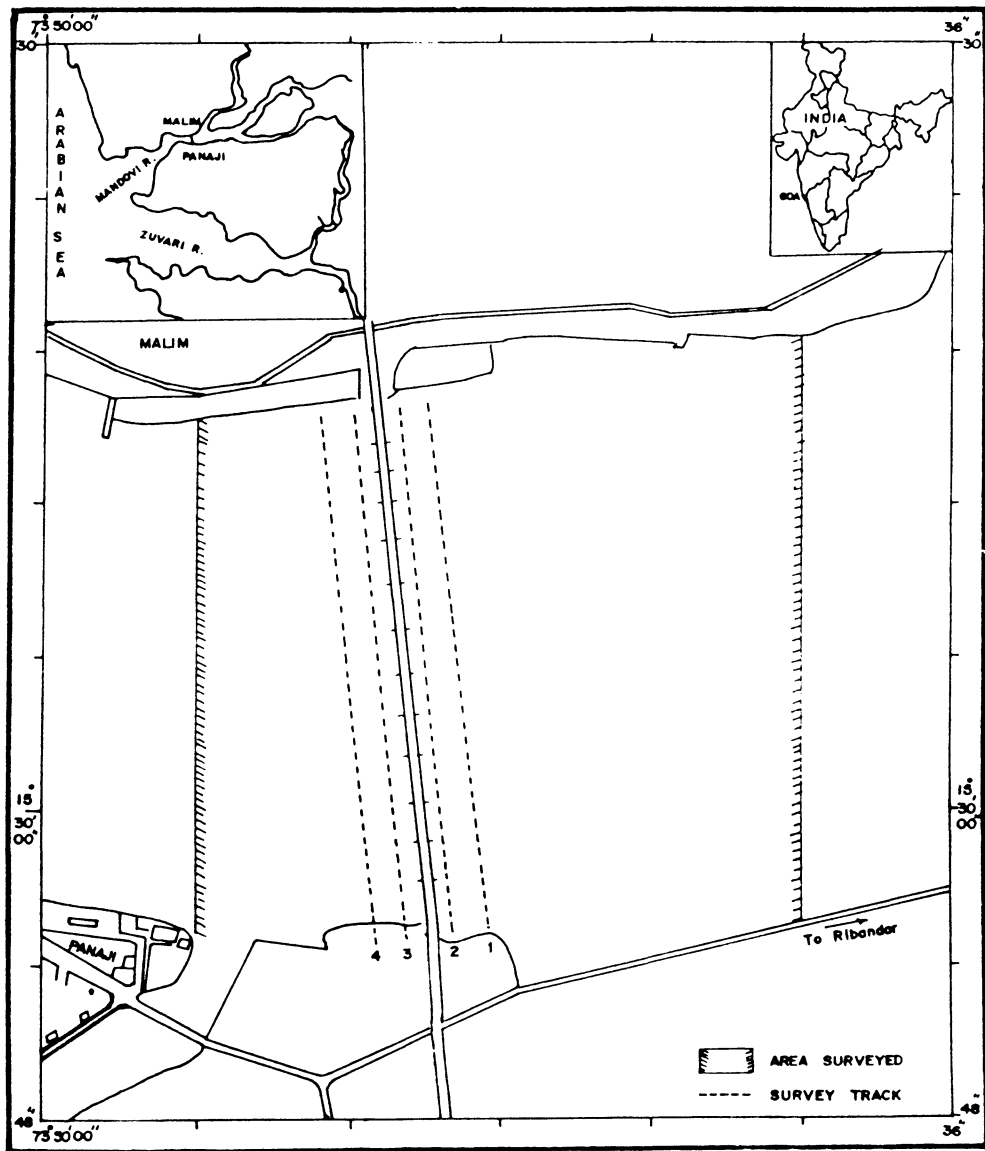 73° 50' 00"
36"
30"
30"
ARABIAN SEA
MALIM
PANAJI
MANDOVI R.
ZUVARI R.
INDIA
GOA
MALIM
15°
30'
00"
15°
30'
00"
PANAJI
4 3 2 1
To Ribandar
AREA SURVEYED
SURVEY TRACK
48"
48"
73° 50' 00"
36"